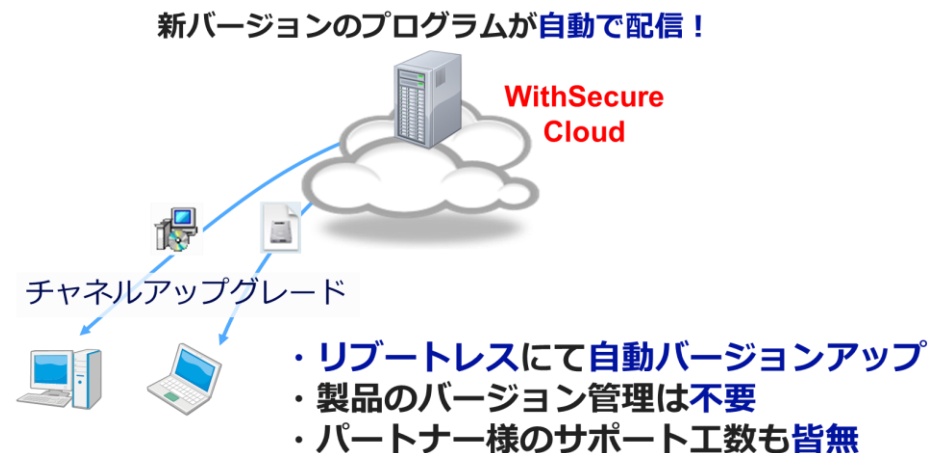 新バージョンのプログラムが自動で配信！
WithSecure
Cloud
チャネルアップグレード
・リブートレスにて自動バージョンアップ
・製品のバージョン管理は不要
・パートナー様のサポート工数も皆無